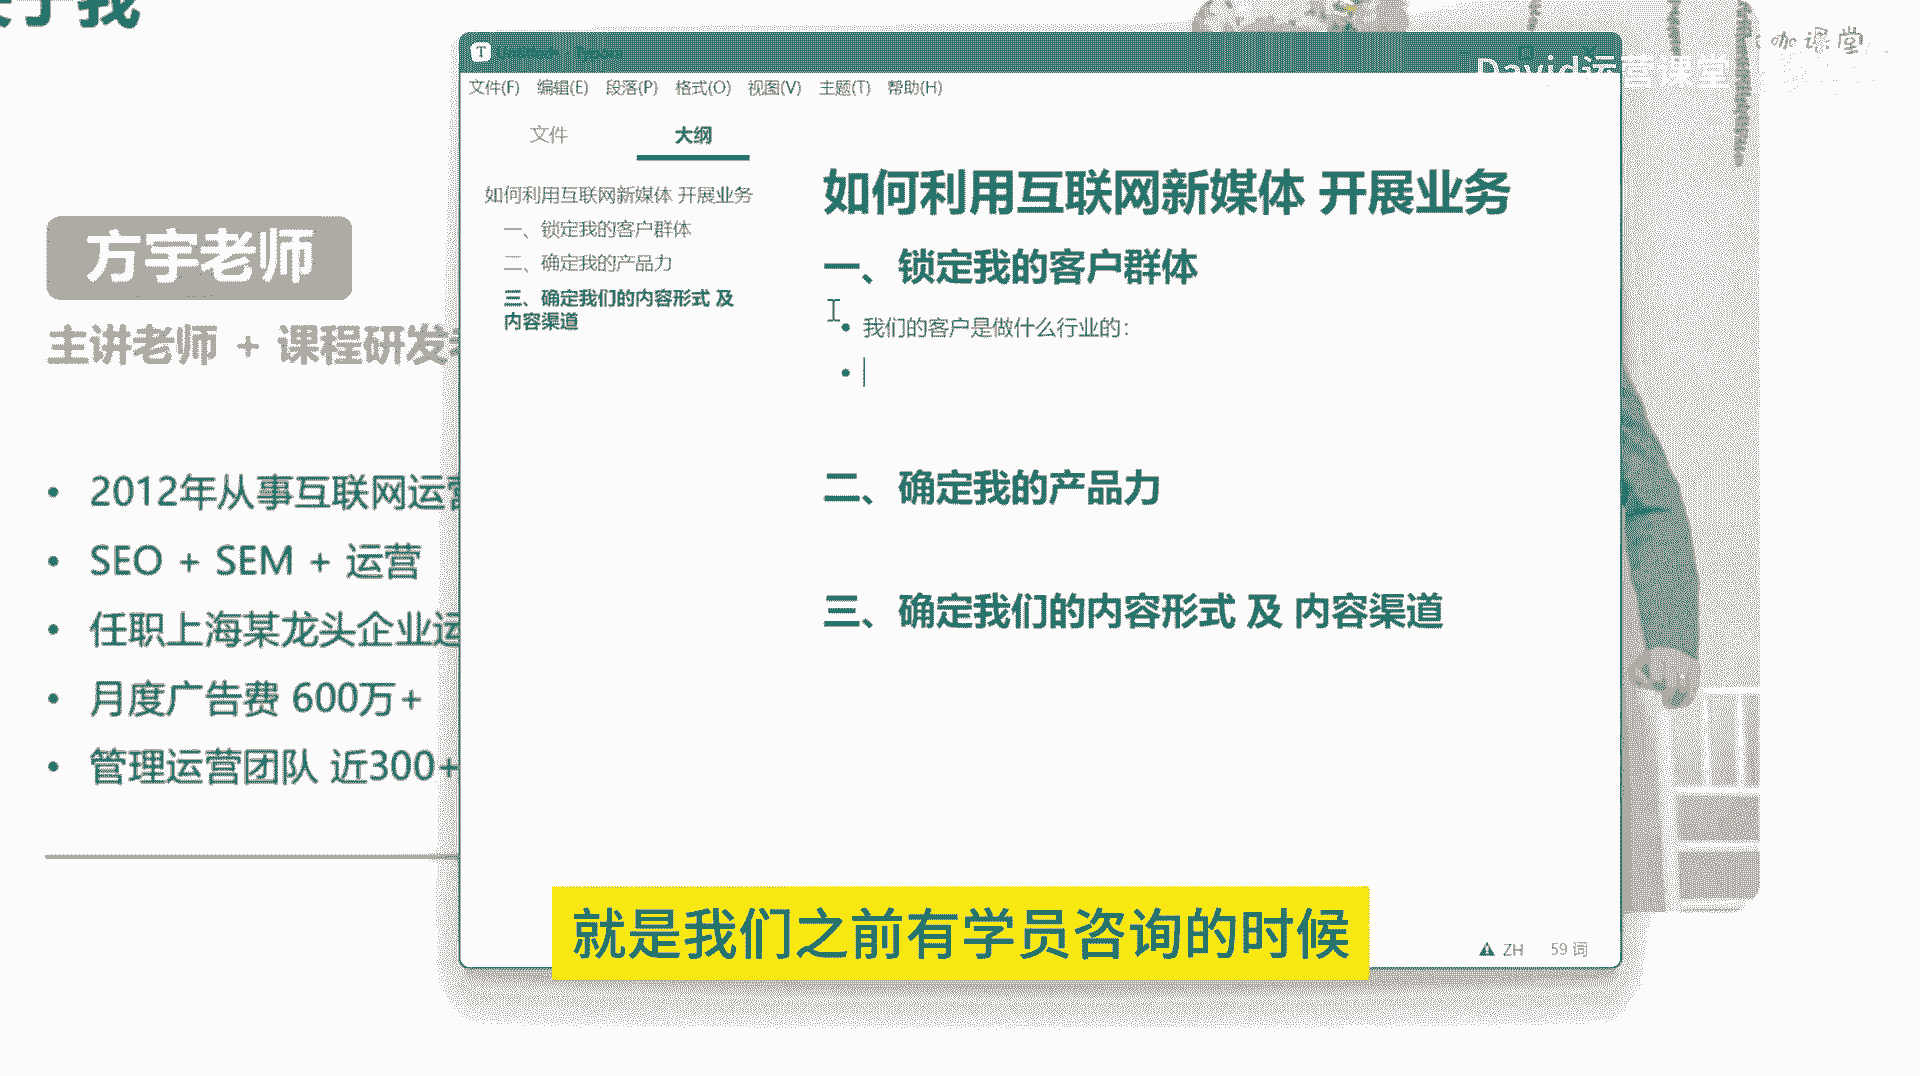 于我
方宇老师
主讲老师 + 课程研发
• 2012年从事互联网运营
• SEO + SEM + 运营
• 任职上海某龙头企业运
• 月度广告费 600万+
• 管理运营团队 近300+
咖课堂
David运营课堂
文件(F) 编辑(E) 段落(P) 格式(O) 视图(V) 主题(T) 帮助(H)
文件 大纲
如何利用互联网新媒体 开展业务
一、锁定我的客户群体
二、确定我的产品力
三、确定我们的内容形式 及
内容渠道
如何利用互联网新媒体 开展业务
一、锁定我的客户群体
• 我们的客户是做什么行业的：
•
二、确定我的产品力
三、确定我们的内容形式 及 内容渠道
ZH 59 词
就是我们之前有学员咨询的时候